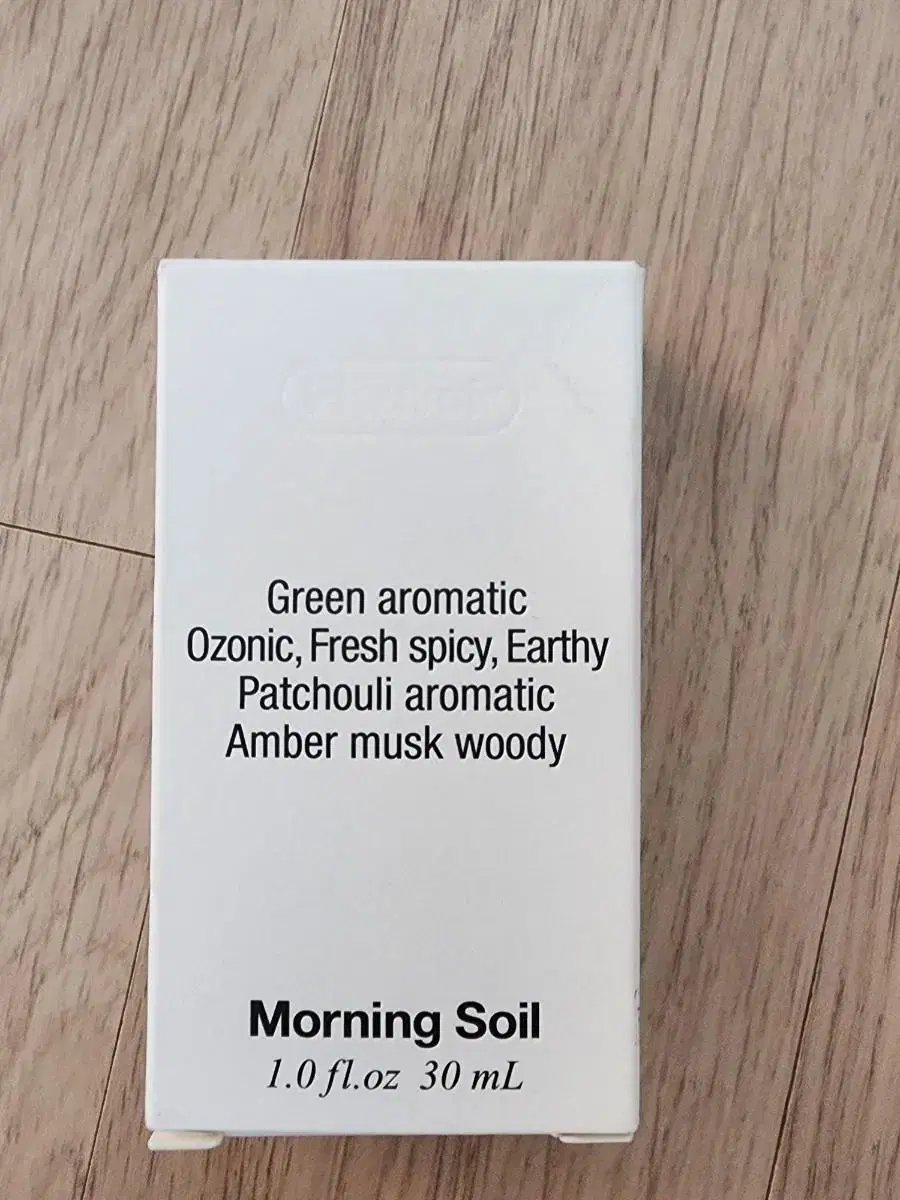 Green aromatic
Ozonic, Fresh spicy, Earthy
Patchouli aromatic
Amber musk woody
Morning Soil
1.0 fl.oz 30 mL